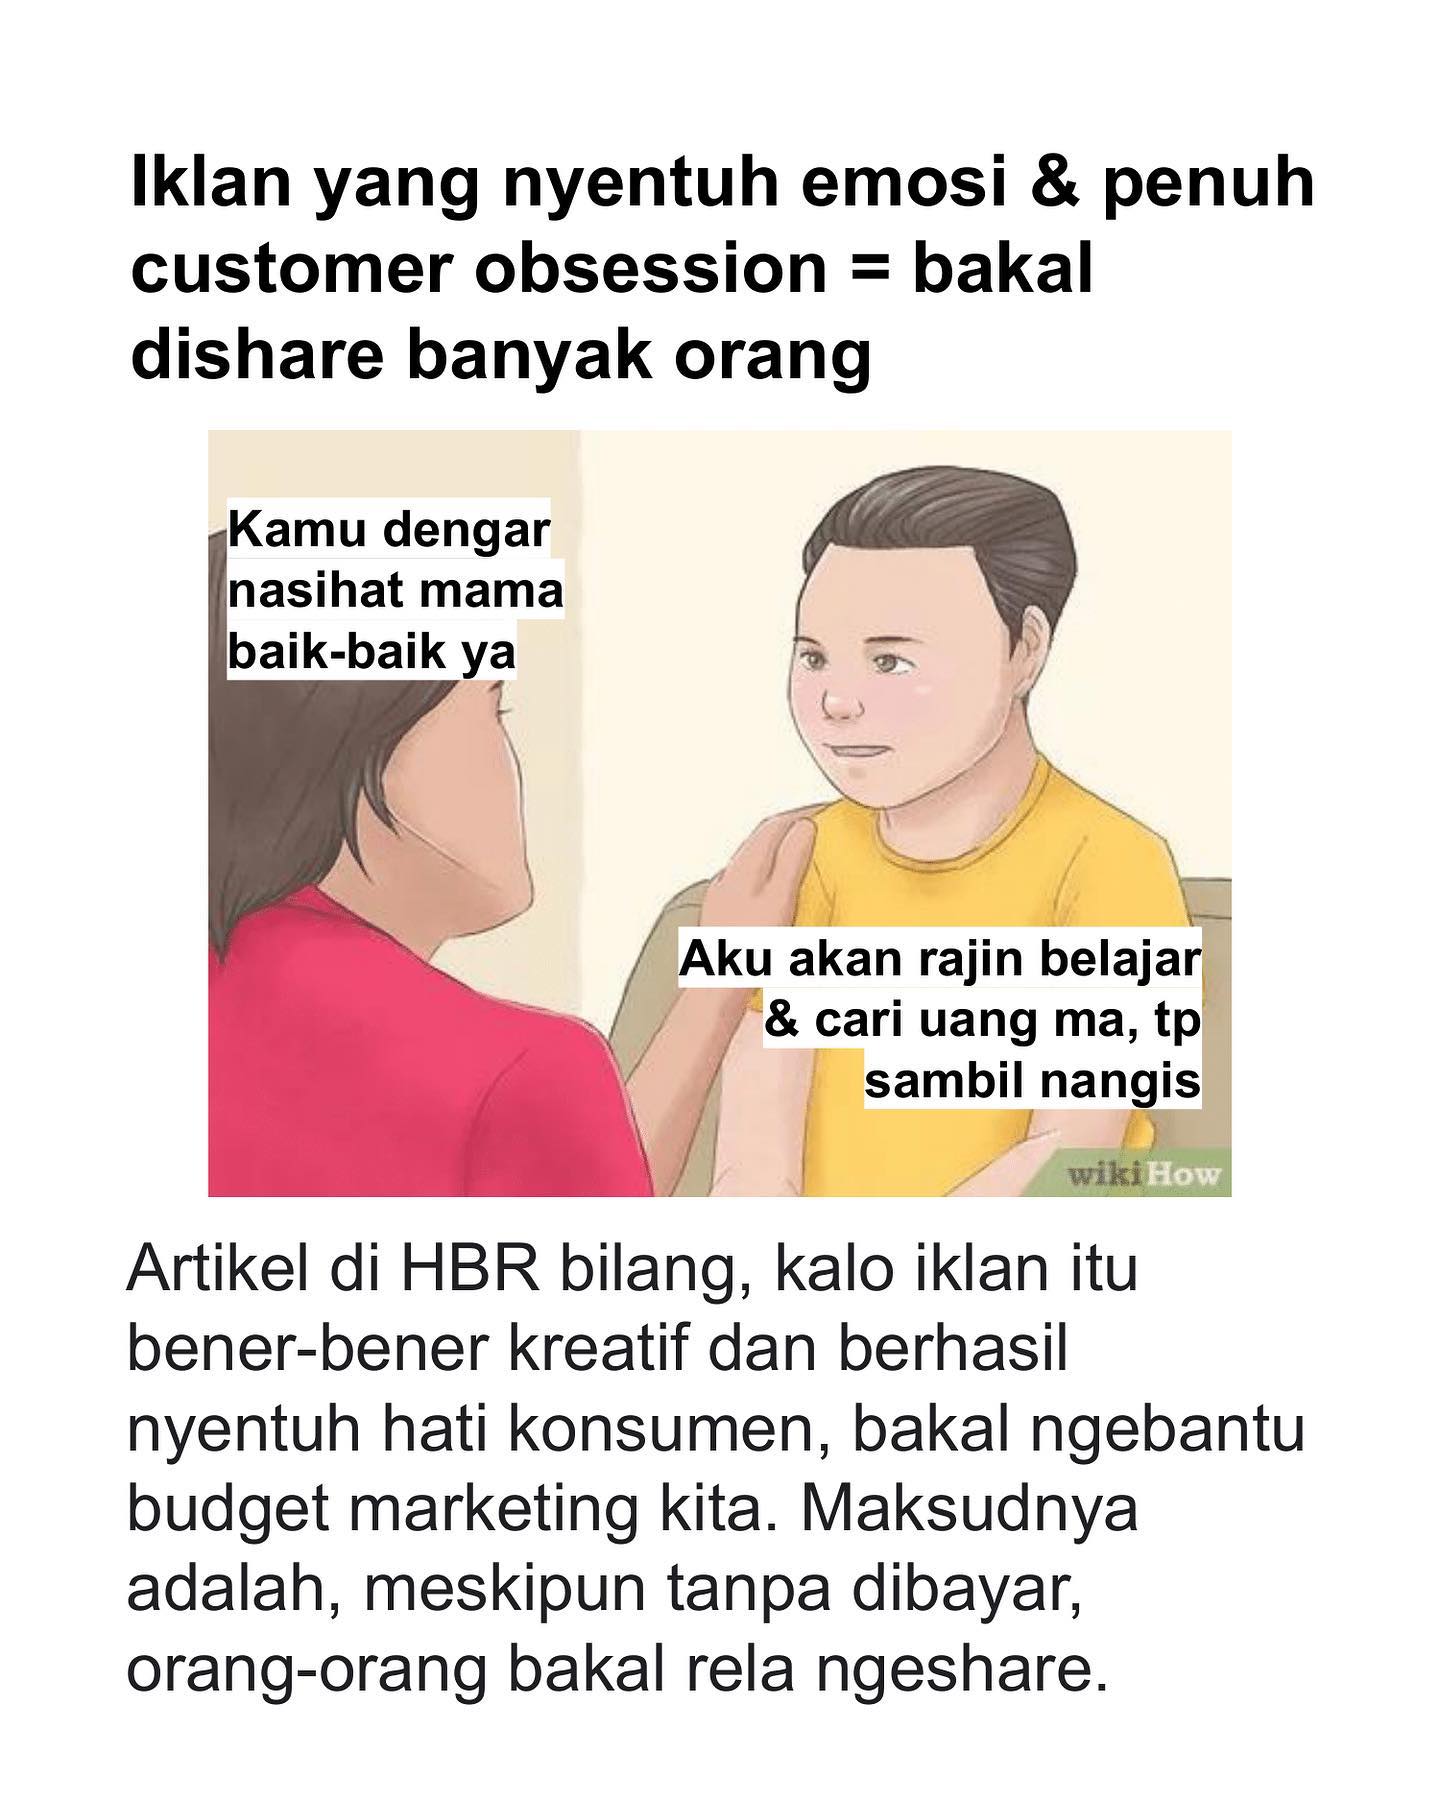 Iklan yang nyentuh emosi & penuh
customer obsession = bakal
dishare banyak orang
Kamu dengar
nasihat mama
baik-baik ya
Aku akan rajin belajar
& cari uang ma, tp
sambil nangis
wikiHow
Artikel di HBR bilang, kalo iklan itu
bener-bener kreatif dan berhasil
nyentuh hati konsumen, bakal ngebantu
budget marketing kita. Maksudnya
adalah, meskipun tanpa dibayar,
orang-orang bakal rela ngeshare.